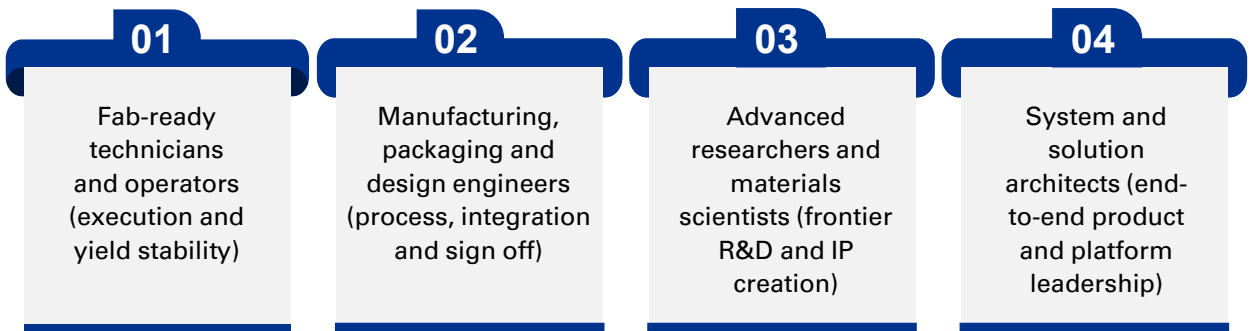 01
Fab-ready
technicians
and operators
(execution and
yield stability)
02
Manufacturing,
packaging and
design engineers
(process, integration
and sign off)
03
Advanced
researchers and
materials
scientists (frontier
R&D and IP
creation)
04
System and
solution
architects (end-
to-end product
and platform
leadership)